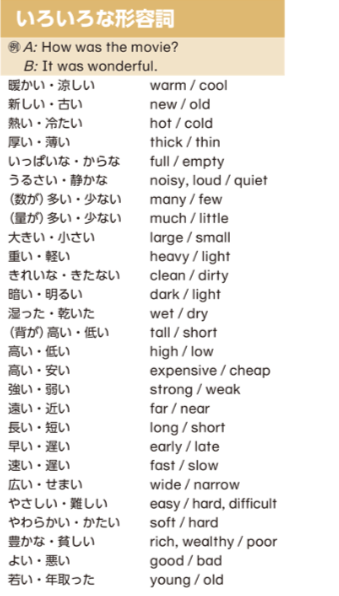 いろいろな形容詞
例 A: How was the movie?
B: It was wonderful.
暖かい・涼しい warm / cool
新しい・古い new / old
熱い・冷たい hot / cold
厚い・薄い thick / thin
いっぱいな・からな full / empty
うるさい・静かな noisy, loud / quiet
(数が)多い・少ない many / few
(量が)多い・少ない much / little
大きい・小さい large / small
重い・軽い heavy / light
きれいな・きたない clean / dirty
暗い・明るい dark / light
湿った・乾いた wet / dry
(背が)高い・低い tall / short
高い・低い high / low
高い・安い expensive / cheap
強い・弱い strong / weak
遠い・近い far / near
長い・短い long / short
早い・遅い early / late
速い・遅い fast / slow
広い・せまい wide / narrow
やさしい・難しい easy / hard, difficult
やわらかい・かたい soft / hard
豊かな・貧しい rich, wealthy / poor
よい・悪い good / bad
若い・年取った young / old